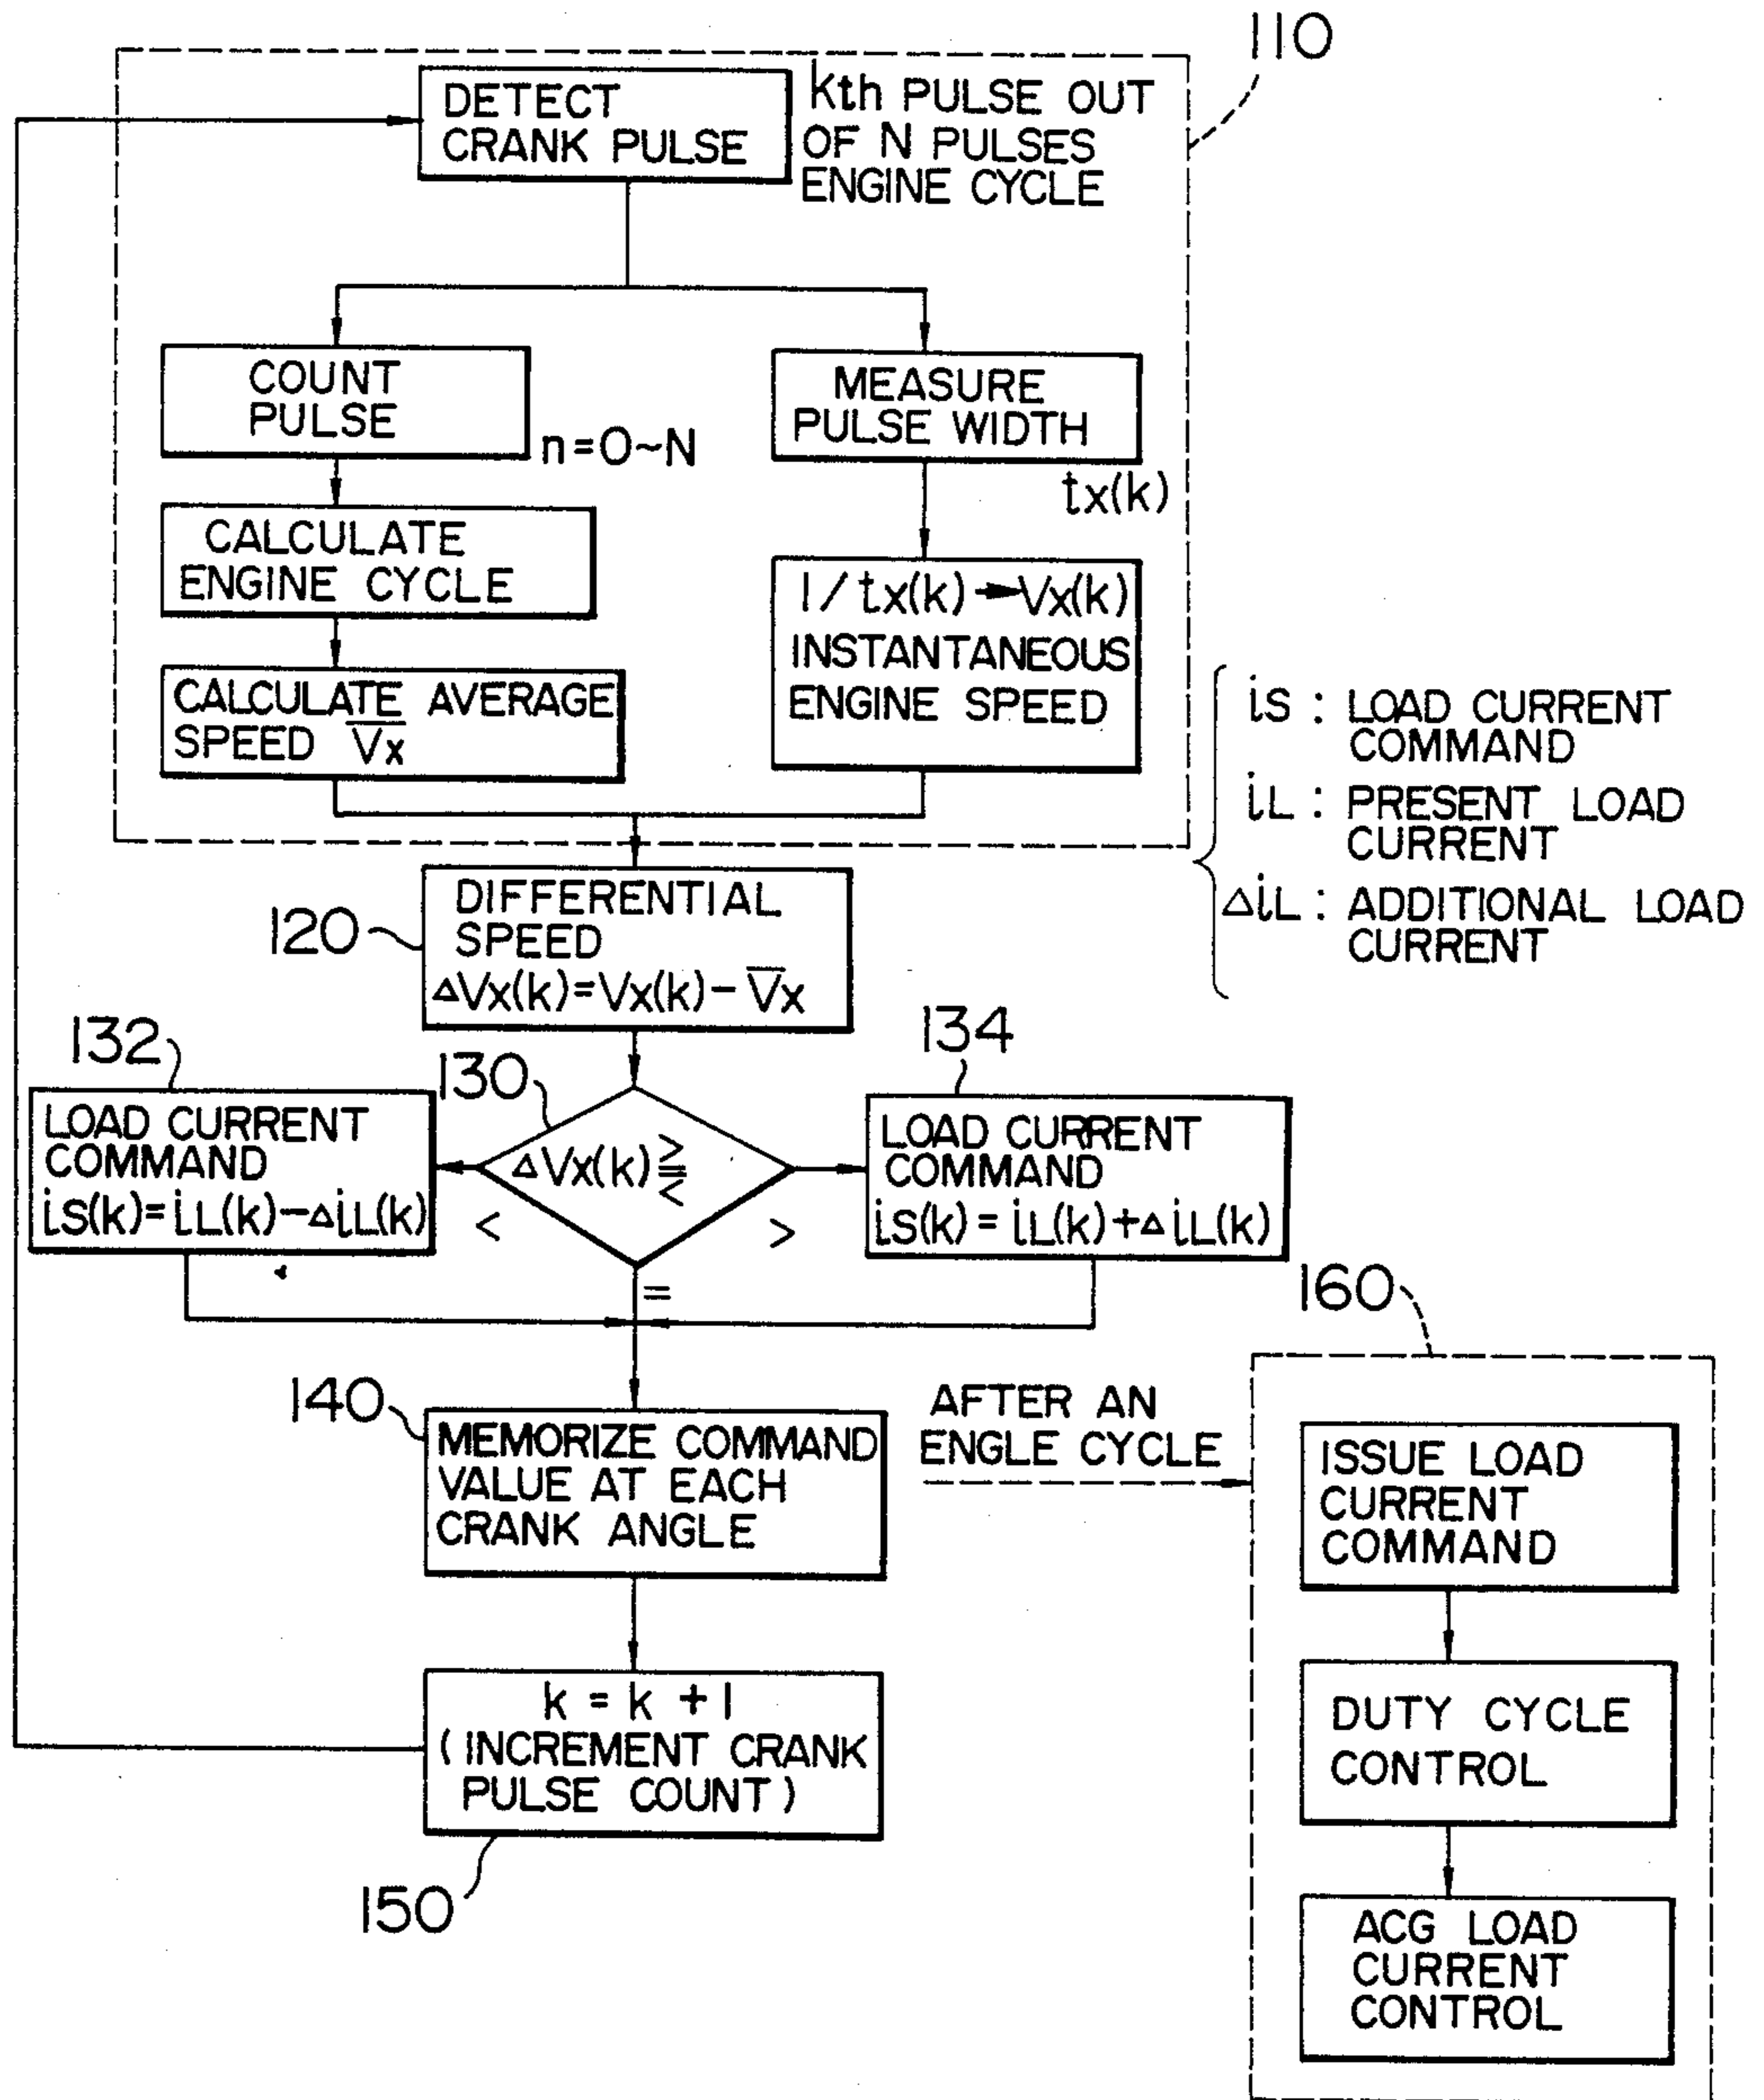 110
DETECT
CRANK PULSE
kth PULSE OUT
OF N PULSES
ENGINE CYCLE
COUNT
PULSE
n=0~N
MEASURE
PULSE WIDTH
tx(k)
CALCULATE
ENGINE CYCLE
1/tx(k)→Vx(k)
INSTANTANEOUS
ENGINE SPEED
CALCULATE AVERAGE
SPEED V̅x
is : LOAD CURRENT
COMMAND
iL : PRESENT LOAD
CURRENT
ΔiL : ADDITIONAL LOAD
CURRENT
120
DIFFERENTIAL
SPEED
ΔVx(k)=Vx(k)-V̅x
132
LOAD CURRENT
COMMAND
is(k)=iL(k)-ΔiL(k)
130
ΔVx(k)>=<
<
>
=
134
LOAD CURRENT
COMMAND
is(k)=iL(k)+ΔiL(k)
140
MEMORIZE COMMAND
VALUE AT EACH
CRANK ANGLE
AFTER AN
ENGLE CYCLE
150
k = k + 1
(INCREMENT CRANK
PULSE COUNT)
160
ISSUE LOAD
CURRENT
COMMAND
DUTY CYCLE
CONTROL
ACG LOAD
CURRENT
CONTROL